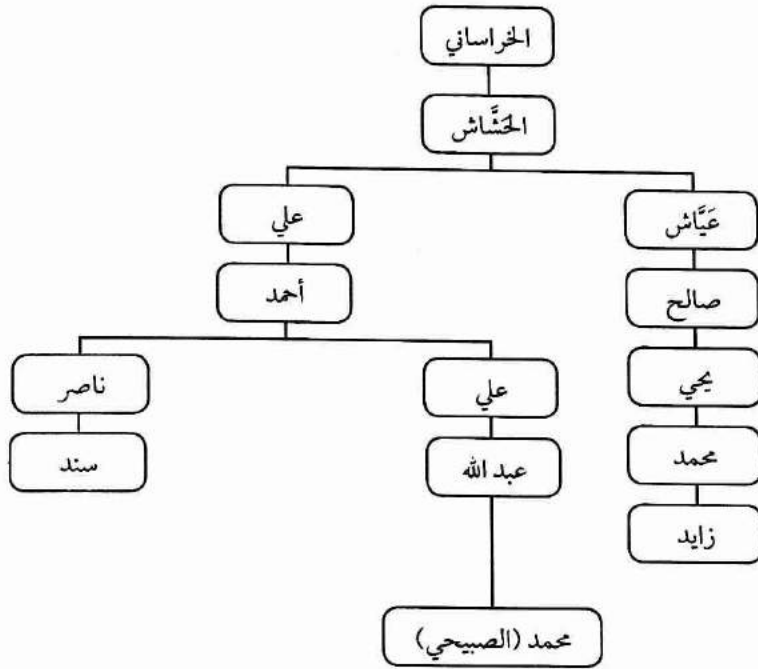 الخراساني
الحَشَّاش
عَيَّاش
علي
صالح
أحمد
يحي
علي
ناصر
محمد
عبد الله
سند
زايد
محمد (الصبيحي)